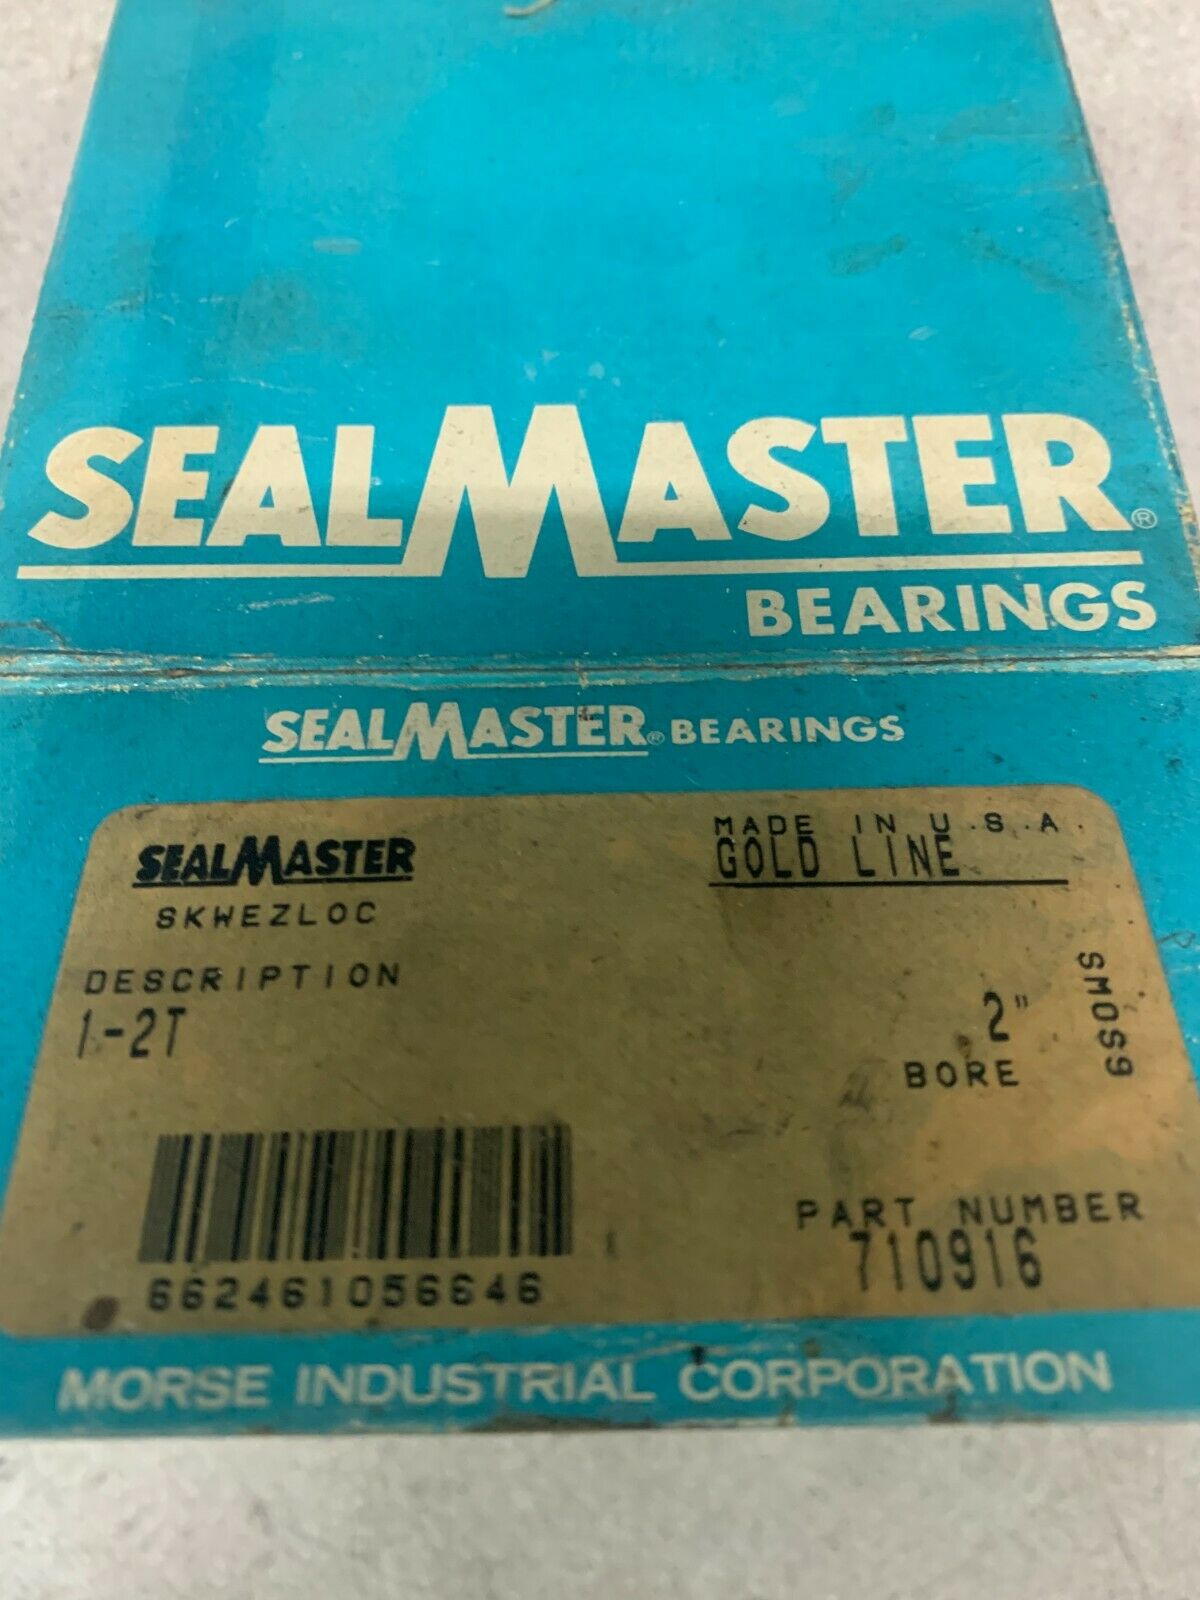 SEALMASTER®
BEARINGS
SEALMASTER® BEARINGS
SEALMASTER
SKWEZLOC
MADE IN U.S.A.
GOLD LINE
DESCRIPTION
1-2T
2"
BORE
SMOS9
662461056646
PART NUMBER
710916
MORSE INDUSTRIAL CORPORATION